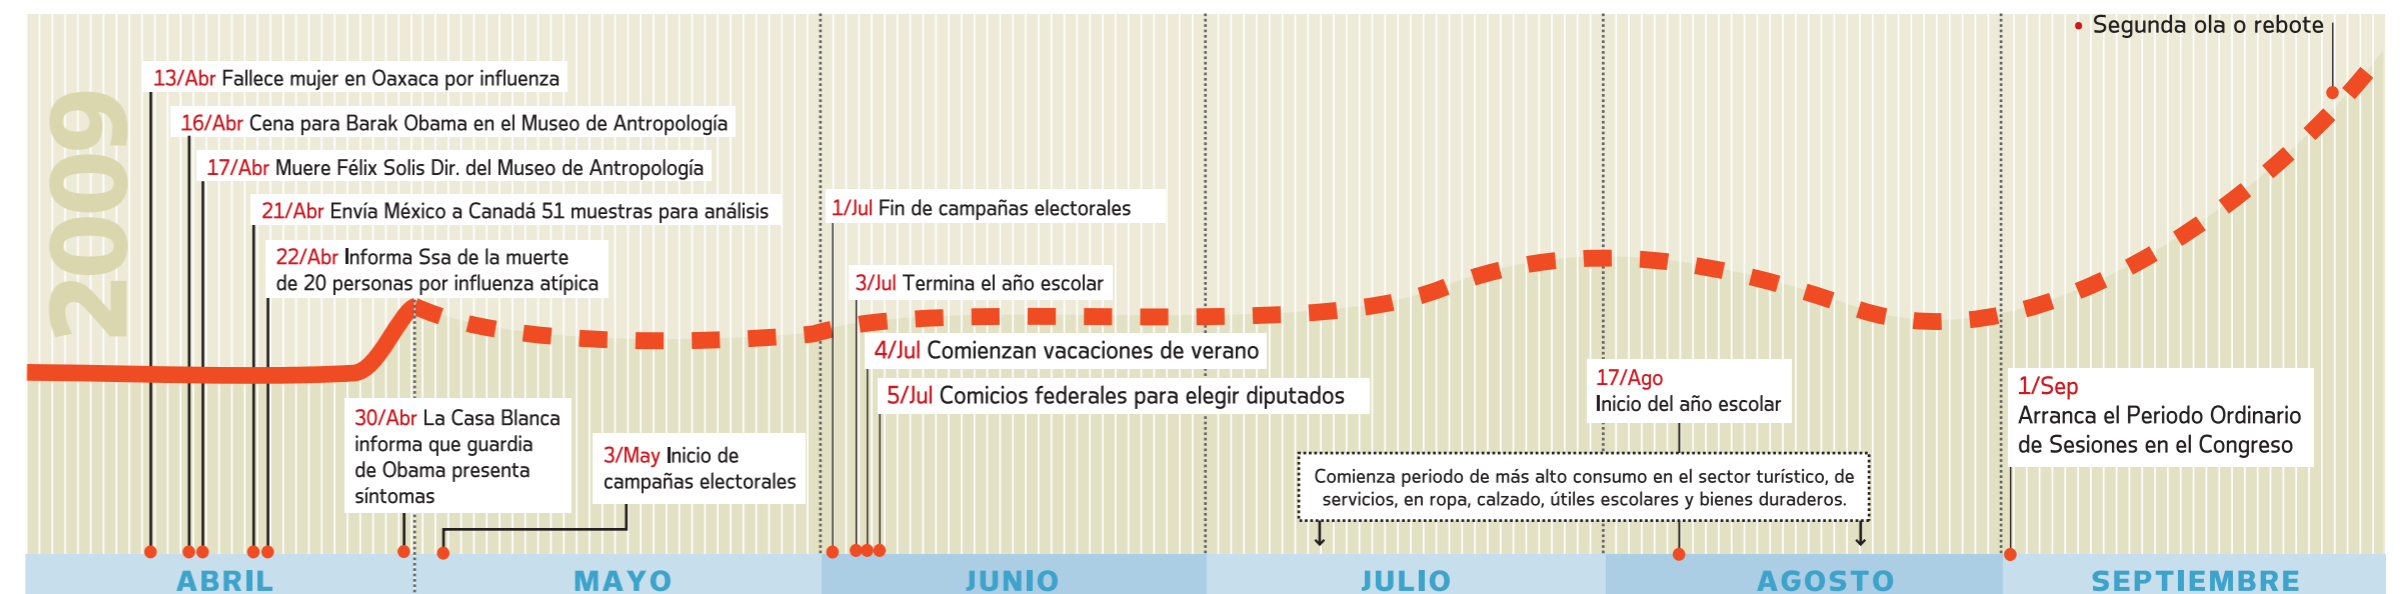 2009
• Segunda ola o rebote
13/Abr Fallece mujer en Oaxaca por influenza
16/Abr Cena para Barak Obama en el Museo de Antropología
17/Abr Muere Félix Solis Dir. del Museo de Antropología
21/Abr Envía México a Canadá 51 muestras para análisis
22/Abr Informa Ssa de la muerte
de 20 personas por influenza atípica
30/Abr La Casa Blanca
informa que guardia
de Obama presenta
síntomas
3/May Inicio de
campañas electorales
1/Jul Fin de campañas electorales
3/Jul Termina el año escolar
4/Jul Comienzan vacaciones de verano
5/Jul Comicios federales para elegir diputados
17/Ago
Inicio del año escolar
Comienza periodo de más alto consumo en el sector turístico, de
servicios, en ropa, calzado, útiles escolares y bienes duraderos.
1/Sep
Arranca el Periodo Ordinario
de Sesiones en el Congreso
ABRIL
MAYO
JUNIO
JULIO
AGOSTO
SEPTIEMBRE